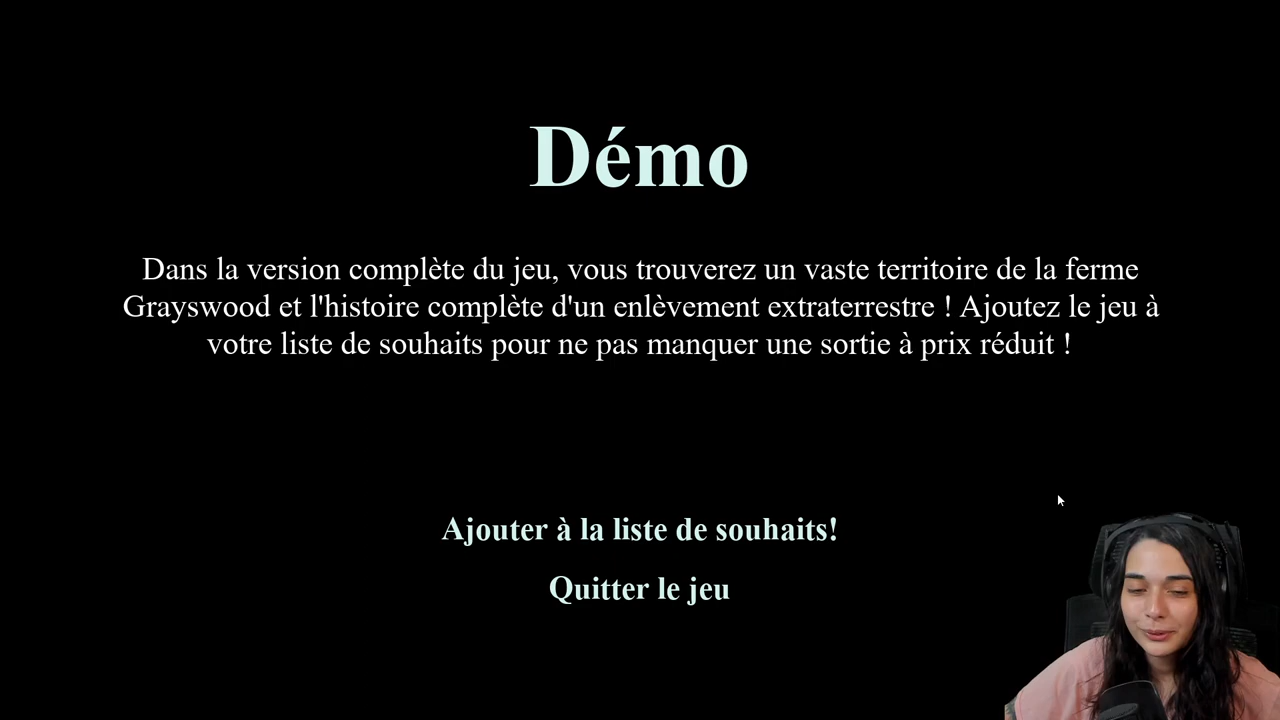 Démo
Dans la version complète du jeu, vous trouverez un vaste territoire de la ferme
Grayswood et l'histoire complète d'un enlèvement extraterrestre ! Ajoutez le jeu à
votre liste de souhaits pour ne pas manquer une sortie à prix réduit !
Ajouter à la liste de souhaits!
Quitter le jeu